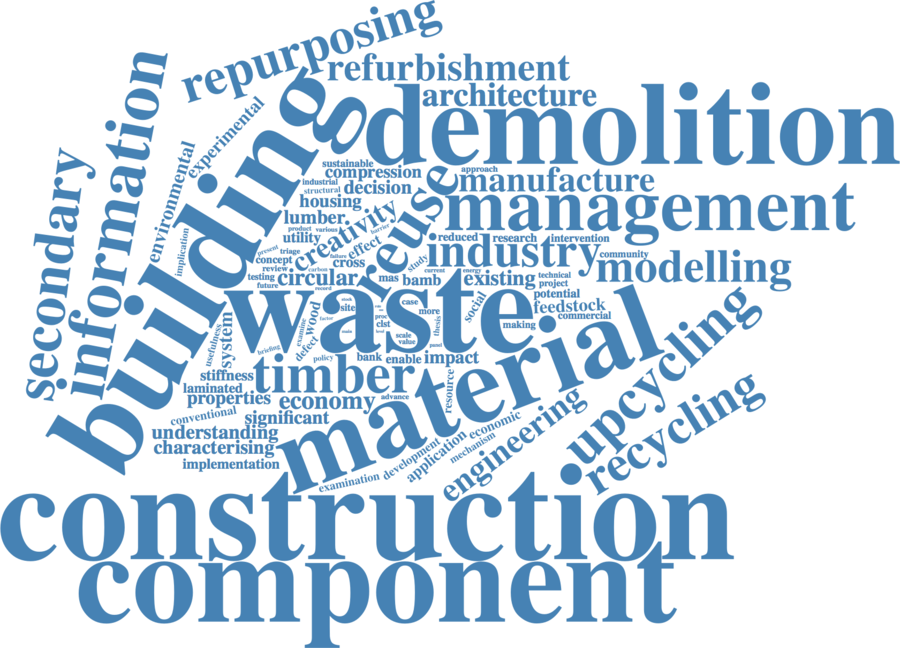 repurposing
refurbishment
architecture
demolition
experimental
information
environmental
secondary
building
sustainable
compression
approach
industrial
structural
decision
manufacture
housing
reuse
management
lumber
creativity
product
various
barrier
utility
effect
reduced
research
intervention
implication
present
triage
failure
industry
community
concept
cross
study
modelling
review
carbon
current
energy
testing
circular
mas
bamb
existing
technical
future
record
project
waste
case
potential
site
more
social
feedstock
wood
factor
proc
clst
thesis
commercial
system
usefulness
examine
making
scale
value
defect
briefing
panel
policy
bank
enable
impact
stiffness
timber
material
laminated
resource
upcycling
properties
economy
advance
conventional
significant
recycling
understanding
economic
characterising
development
application
mechanism
engineering
implementation
examination
construction
component